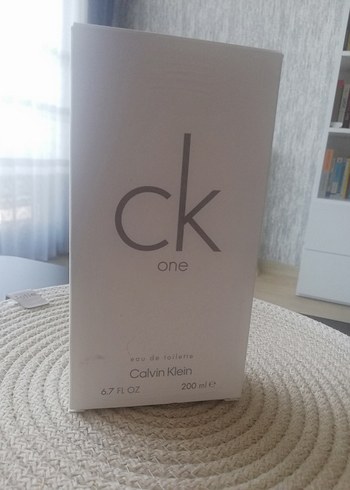 ck
one
eau de toilette
Calvin Klein
6.7 FL OZ 200 ml ℮